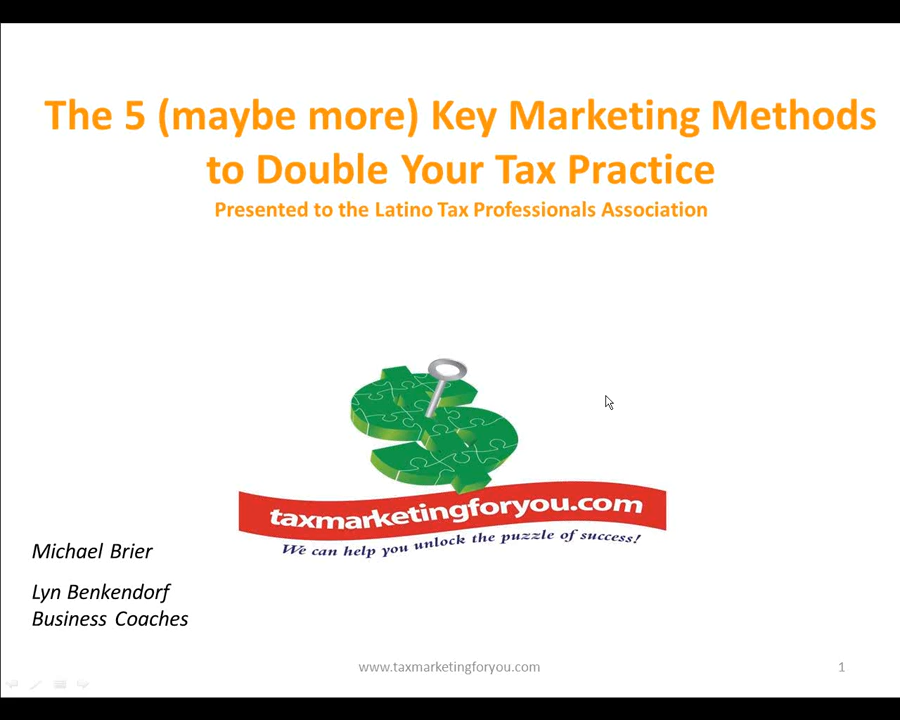 The 5 (maybe more) Key Marketing Methods
to Double Your Tax Practice
Presented to the Latino Tax Professionals Association
taxmarketingforyou.com
We can help you unlock the puzzle of success!
Michael Brier
Lyn Benkendorf
Business Coaches
www.taxmarketingforyou.com
1